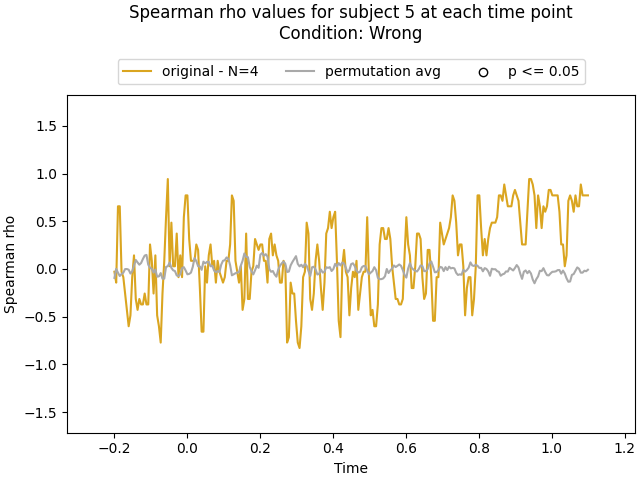 Spearman rho values for subject 5 at each time point
Condition: Wrong
original - N=4 permutation avg p <= 0.05
1.5
1.0
0.5
0.0
−0.5
−1.0
−1.5
Spearman rho
−0.2 0.0 0.2 0.4 0.6 0.8 1.0 1.2
Time